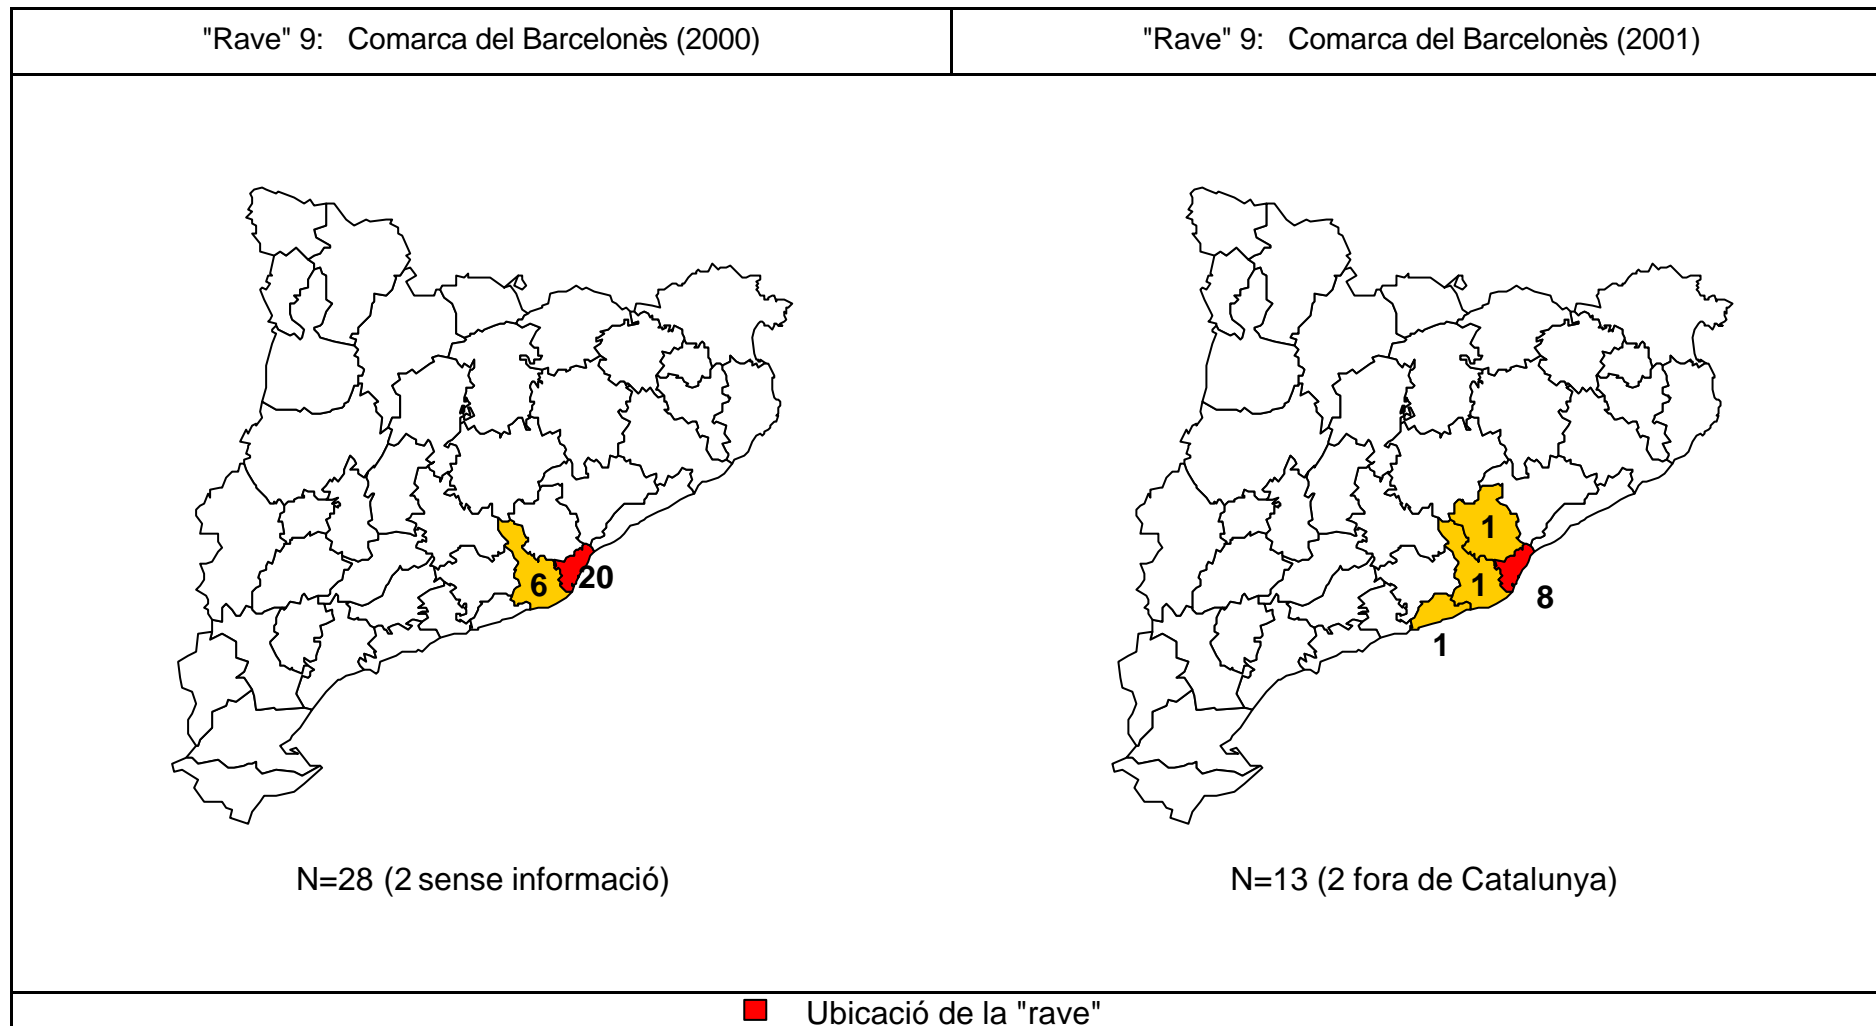 "Rave" 9: Comarca del Barcelonès (2000)
"Rave" 9: Comarca del Barcelonès (2001)
6
20
1
1
8
1
N=28 (2 sense informació)
N=13 (2 fora de Catalunya)
Ubicació de la "rave"